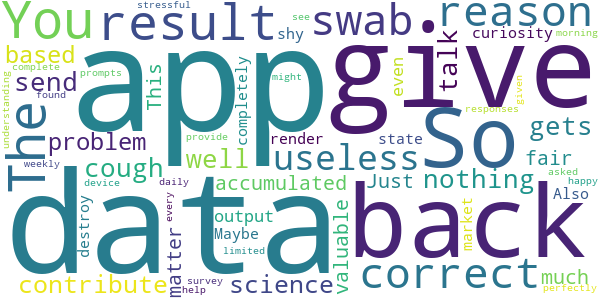 You result swab reason stressful see
shy curiosity morning
based app give talk
complete prompts This even
send found completely might
understanding The problem provide render state responses given
cough well useless So gets
weekly device daily Just nothing fair asked
accumulated Also happy
destroy matter output Maybe valuable market much
data back
contribute every limited science correct
survey help perfectly